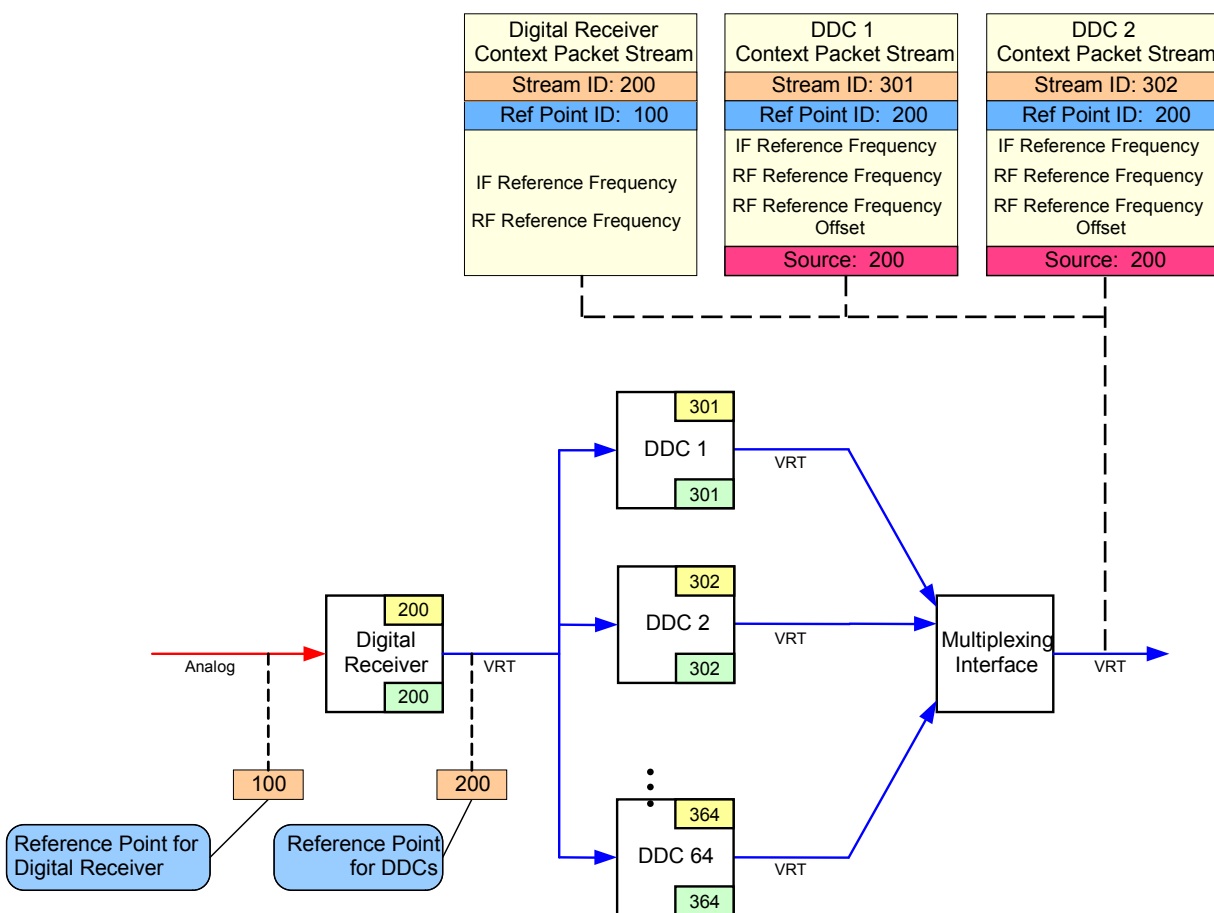 Digital Receiver
Context Packet Stream
Stream ID: 200
Ref Point ID: 100
IF Reference Frequency
RF Reference Frequency
DDC 1
Context Packet Stream
Stream ID: 301
Ref Point ID: 200
IF Reference Frequency
RF Reference Frequency
RF Reference Frequency
Offset
Source: 200
DDC 2
Context Packet Stream
Stream ID: 302
Ref Point ID: 200
IF Reference Frequency
RF Reference Frequency
RF Reference Frequency
Offset
Source: 200
301
DDC 1
301
VRT
302
DDC 2
302
VRT
Analog
200
Digital
Receiver
200
VRT
Multiplexing
Interface
VRT
364
DDC 64
364
VRT
100
200
Reference Point for
Digital Receiver
Reference Point
for DDCs